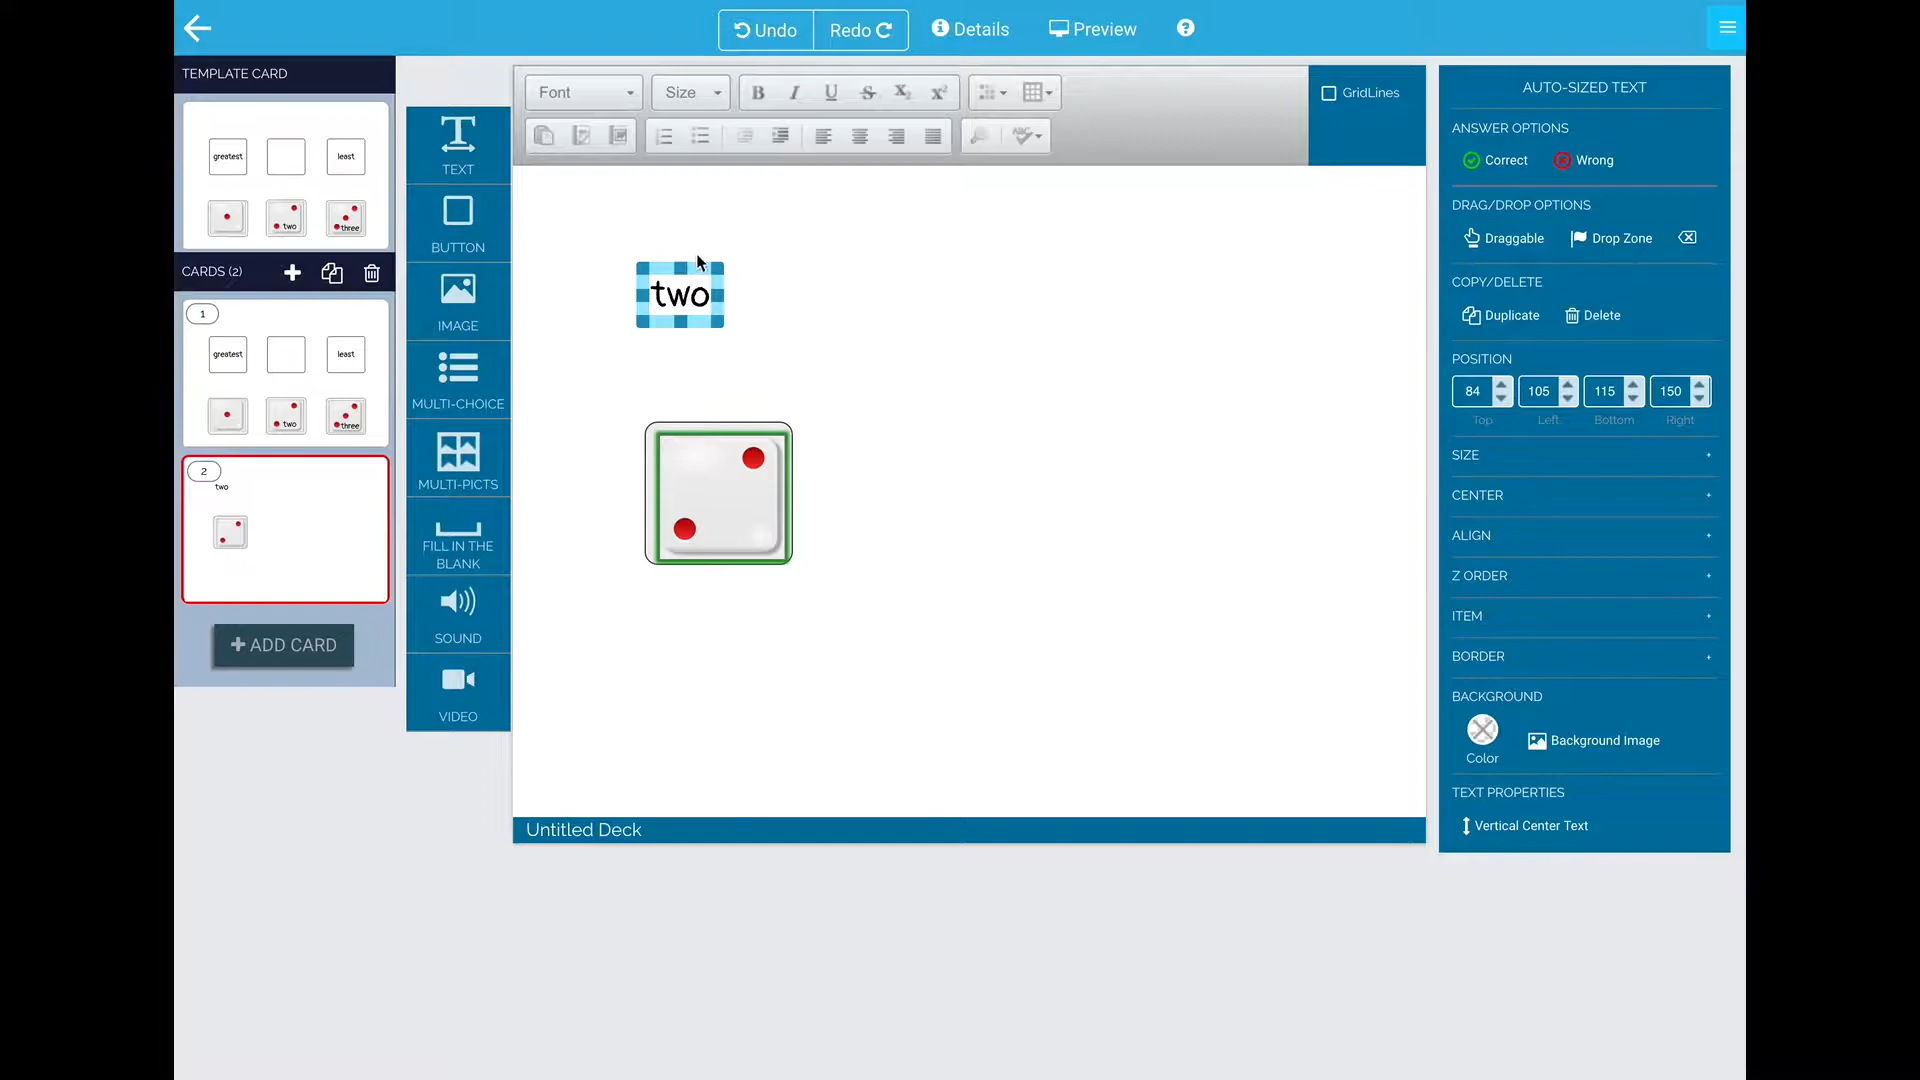 Undo
Redo
Details
Preview
?
TEMPLATE CARD
greatest
least
two
three
CARDS (2)
1
greatest
least
two
three
2
two
+ ADD CARD
TEXT
BUTTON
IMAGE
MULTI-CHOICE
MULTI-PICTS
FILL IN THE
BLANK
SOUND
VIDEO
Font
Size
B I U S X₂ X²
ABC
GridLines
two
Untitled Deck
AUTO-SIZED TEXT
ANSWER OPTIONS
Correct
Wrong
DRAG/DROP OPTIONS
Draggable
Drop Zone
COPY/DELETE
Duplicate
Delete
POSITION
84 105 115 150
Top Left Bottom Right
SIZE +
CENTER +
ALIGN +
Z ORDER +
ITEM +
BORDER +
BACKGROUND
Color
Background Image
TEXT PROPERTIES
Vertical Center Text